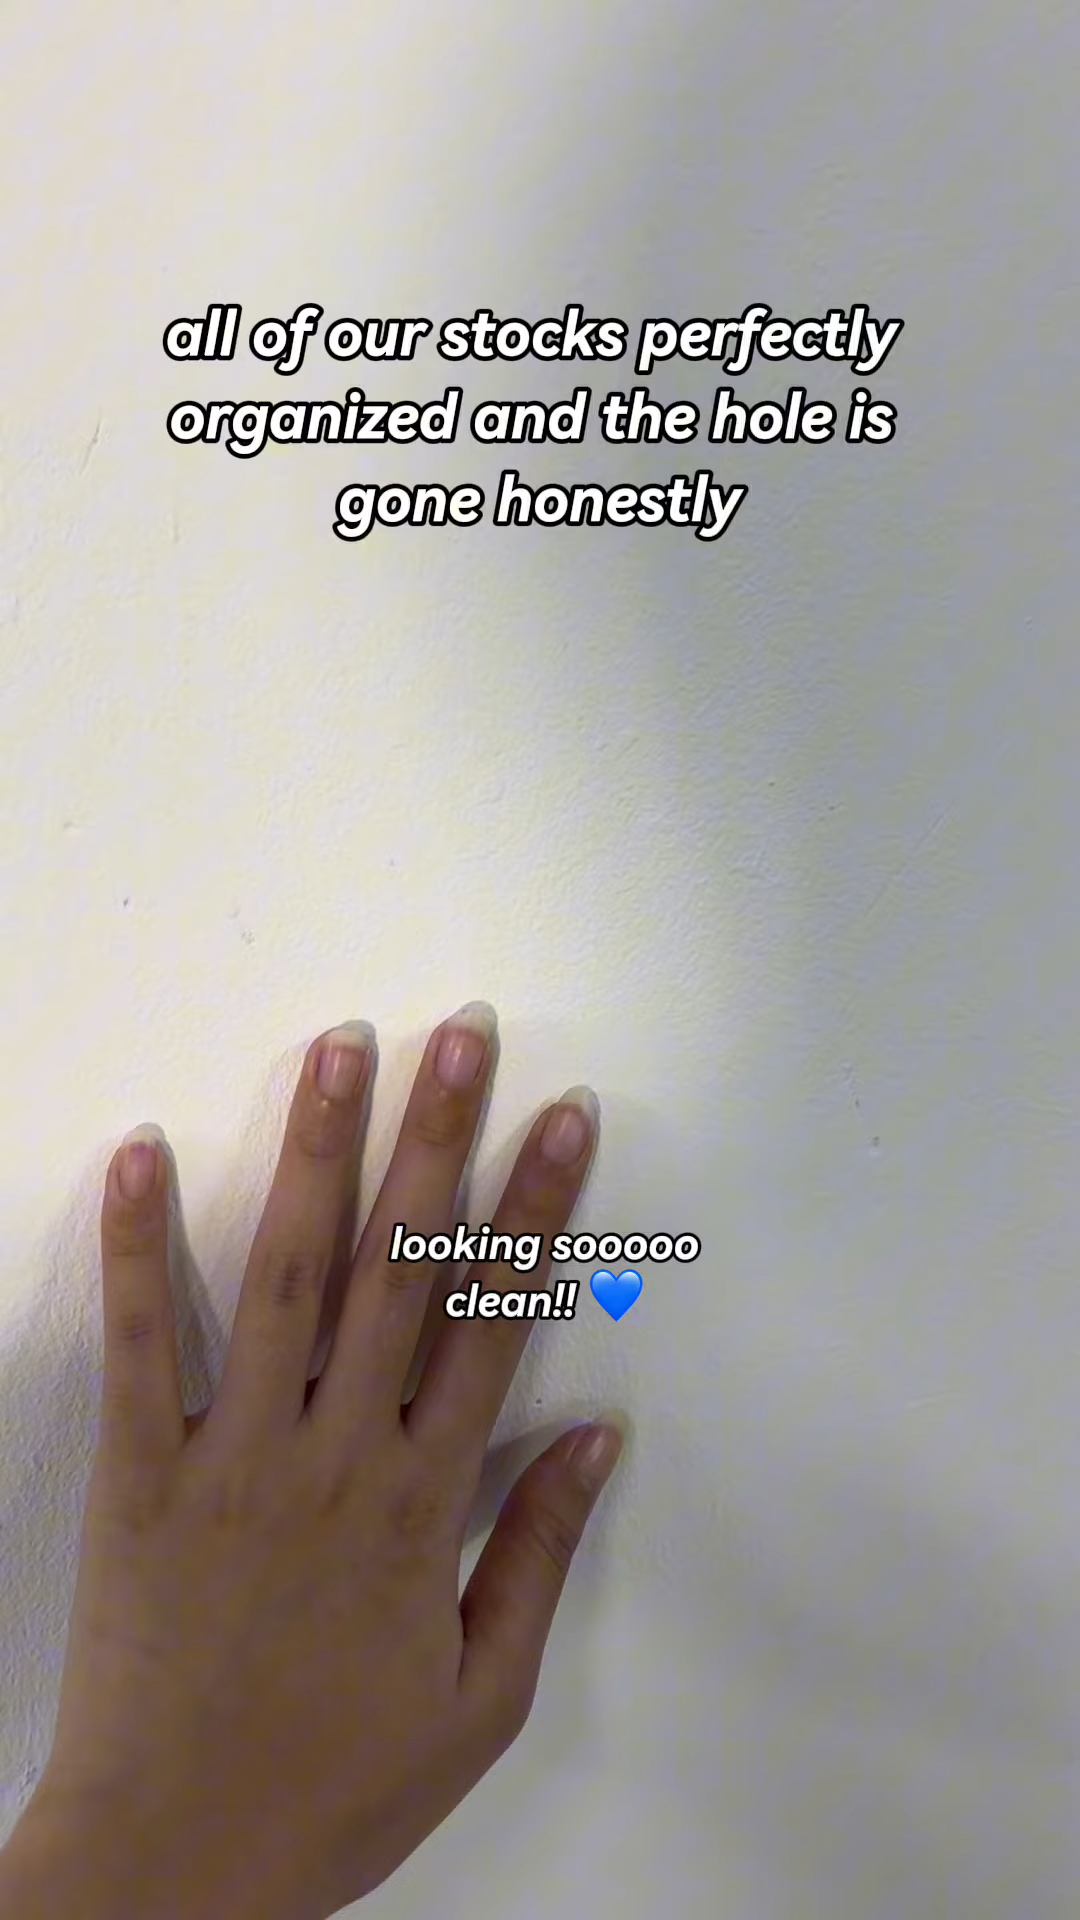 all of our stocks perfectly
organized and the hole is
gone honestly
looking sooooo
clean!! 💙